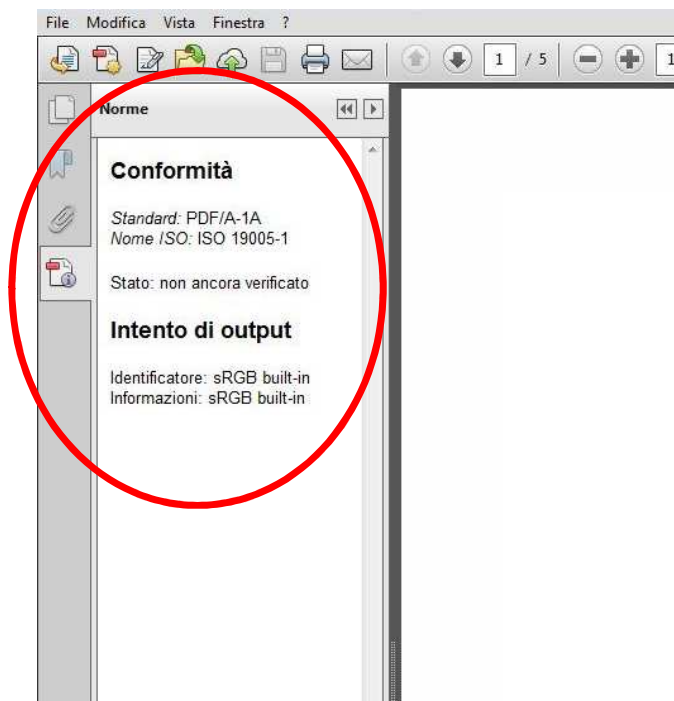 File Modifica Vista Finestra ?
1 / 5 1
Norme
Conformità
Standard: PDF/A-1A
Nome ISO: ISO 19005-1
Stato: non ancora verificato
Intento di output
Identificatore: sRGB built-in
Informazioni: sRGB built-in